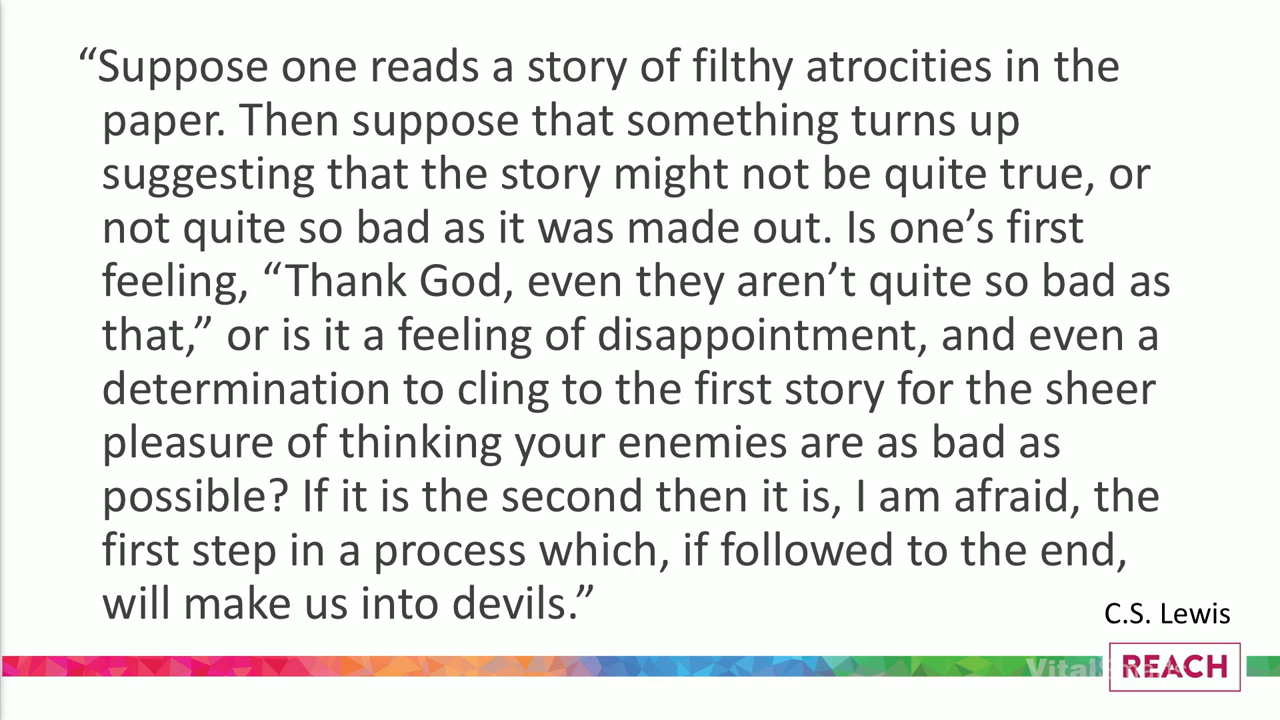 “Suppose one reads a story of filthy atrocities in the
paper. Then suppose that something turns up
suggesting that the story might not be quite true, or
not quite so bad as it was made out. Is one’s first
feeling, “Thank God, even they aren’t quite so bad as
that,” or is it a feeling of disappointment, and even a
determination to cling to the first story for the sheer
pleasure of thinking your enemies are as bad as
possible? If it is the second then it is, I am afraid, the
first step in a process which, if followed to the end,
will make us into devils.”
C.S. Lewis
REACH